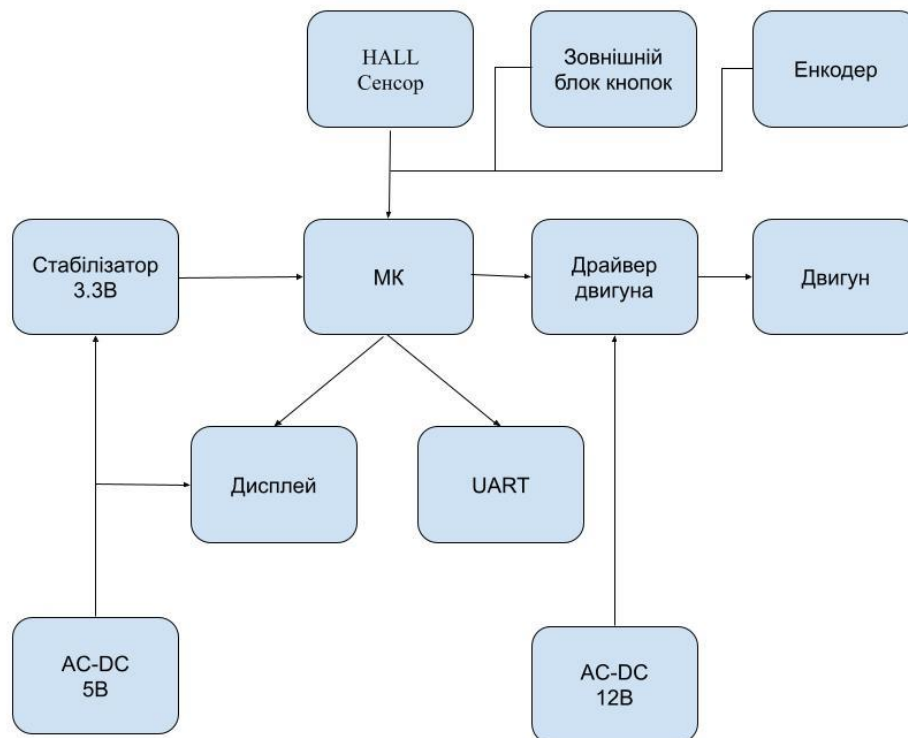 HALL
Сенсор
Зовнішній
блок кнопок
Енкодер
Стабілізатор
3.3В
МК
Драйвер
двигуна
Двигун
Дисплей
UART
AC-DC
5В
AC-DC
12В